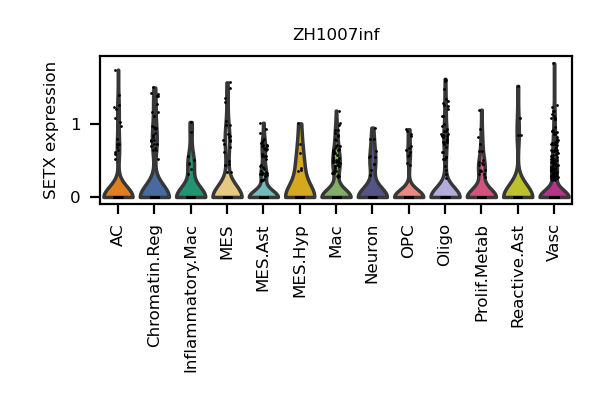 ZH1007inf
SETX expression
1
0
AC
Chromatin.Reg
Inflammatory.Mac
MES
MES.Ast
MES.Hyp
Mac
Neuron
OPC
Oligo
Prolif.Metab
Reactive.Ast
Vasc